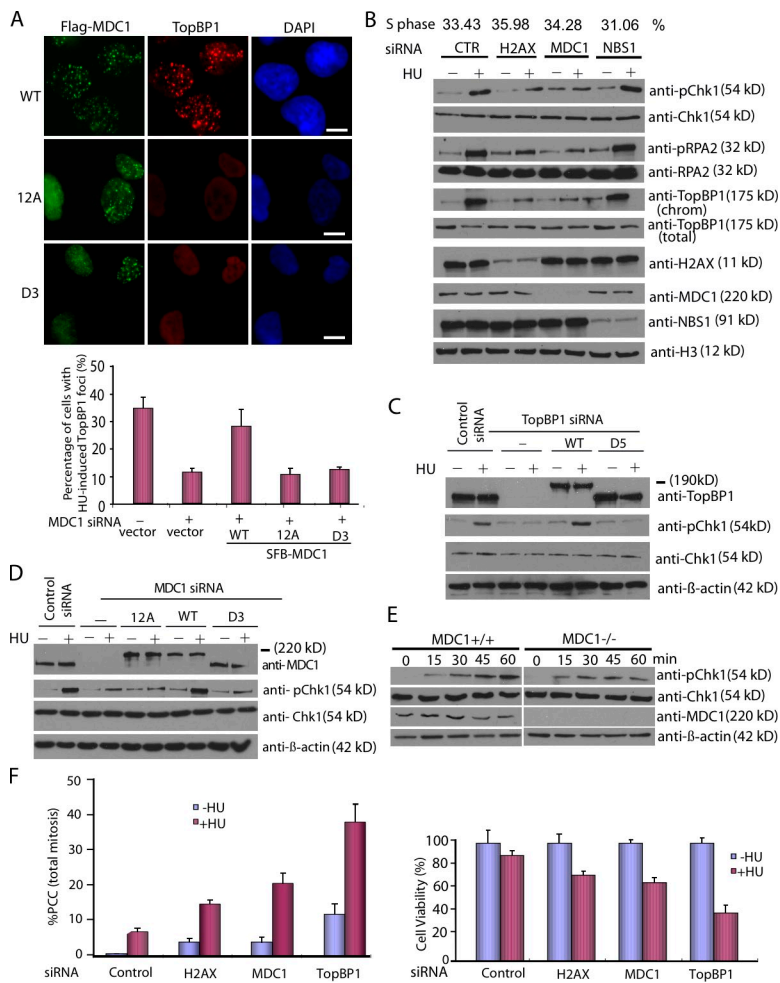 A
Flag-MDC1 TopBP1 DAPI
WT
12A
D3
Percentage of cells with
HU-induced TopBP1 foci (%)
50
40
30
20
10
0
MDC1 siRNA – + + + +
vector vector WT 12A D3
SFB-MDC1
B
S phase 33.43 35.98 34.28 31.06 %
siRNA CTR H2AX MDC1 NBS1
HU – + – + – + – +
anti-pChk1 (54 kD)
anti-Chk1 (54 kD)
anti-pRPA2 (32 kD)
anti-RPA2 (32 kD)
anti-TopBP1 (175 kD)
(chrom)
anti-TopBP1 (175 kD)
(total)
anti-H2AX (11 kD)
anti-MDC1 (220 kD)
anti-NBS1 (91 kD)
anti-H3 (12 kD)
C
Control
siRNA
TopBP1 siRNA
– WT D5
HU – + – + – + – +
– (190kD)
anti-TopBP1
anti-pChk1 (54kD)
anti-Chk1 (54 kD)
anti-ß-actin (42 kD)
D
Control
siRNA
MDC1 siRNA
— 12A WT D3
HU – + – + – + – + – +
– (220 kD)
anti-MDC1
anti- pChk1 (54 kD)
anti- Chk1 (54 kD)
anti-ß-actin (42 kD)
E
MDC1+/+ MDC1-/-
0 15 30 45 60 0 15 30 45 60 min
anti-pChk1 (54 kD)
anti-Chk1 (54 kD)
anti-MDC1 (220 kD)
anti-ß-actin (42 kD)
F
%PCC (total mitosis)
50
40
30
20
10
0
-HU
+HU
siRNA Control H2AX MDC1 TopBP1
Cell Viability (%)
100
80
60
40
20
0
-HU
+HU
siRNA Control H2AX MDC1 TopBP1